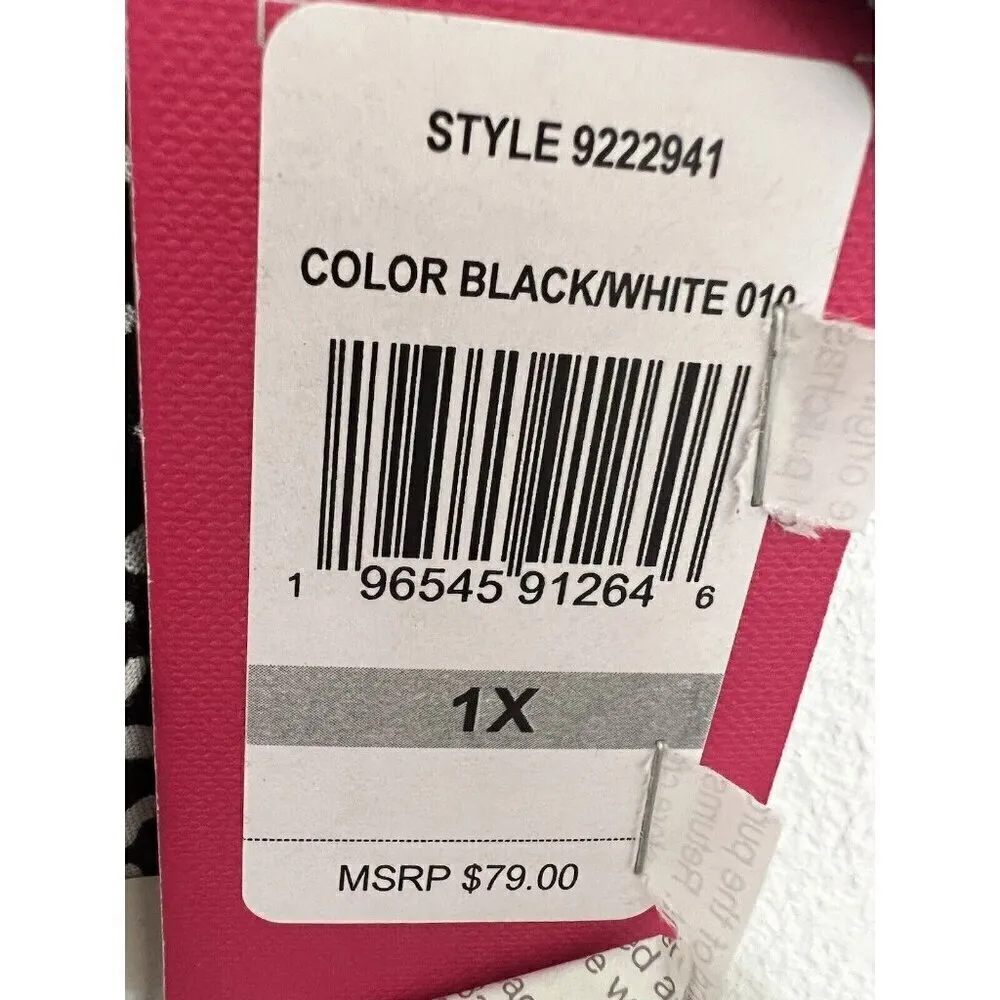 STYLE 9222941
COLOR BLACK/WHITE 010
1 96545 91264 6
1X
MSRP $79.00